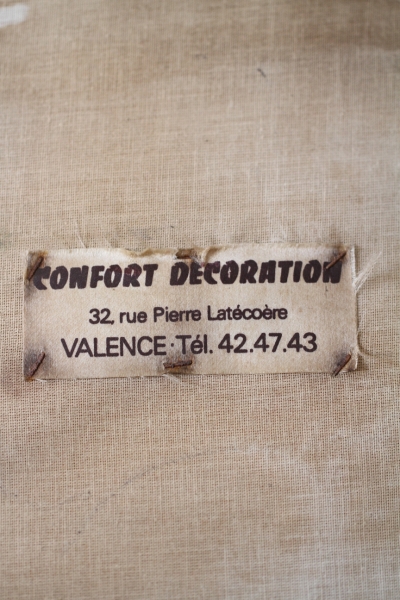 CONFORT DECORATION
32, rue Pierre Latécoère
VALENCE · Tél. 42.47.43